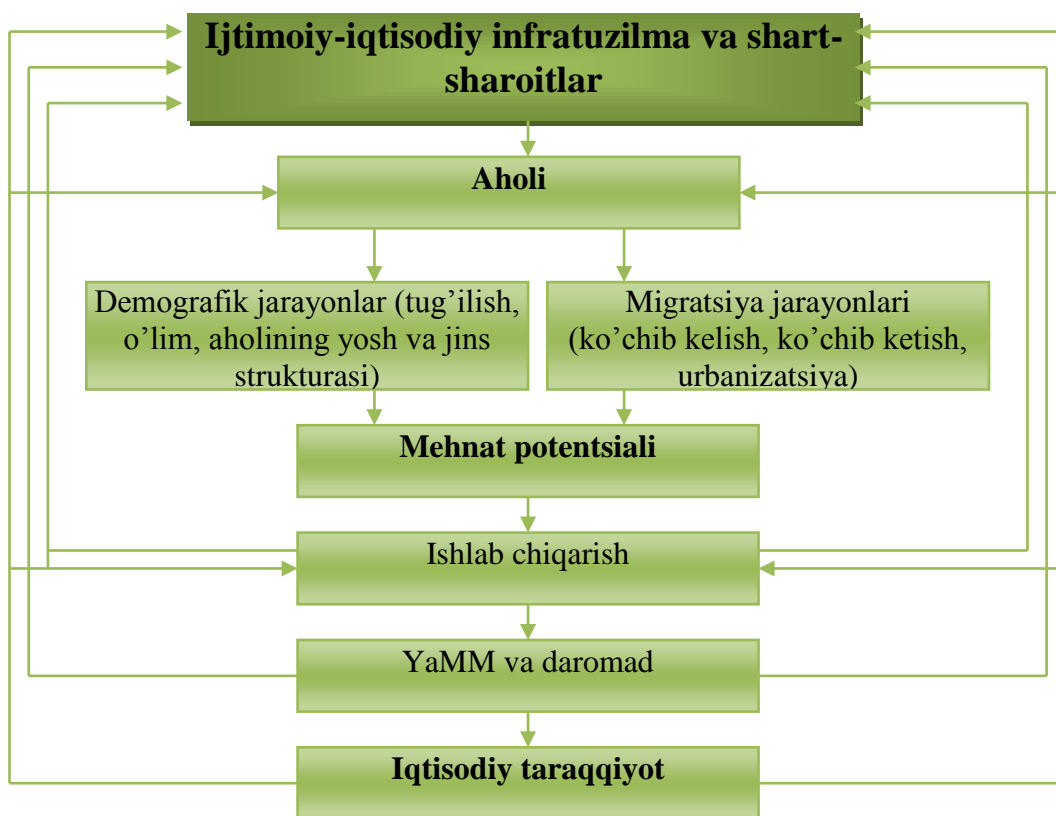 Ijtimoiy-iqtisodiy infratuzilma va shart-
sharoitlar
Aholi
Demografik jarayonlar (tug’ilish,
o’lim, aholining yosh va jins
strukturasi)
Migratsiya jarayonlari
(ko’chib kelish, ko’chib ketish,
urbanizatsiya)
Mehnat potentsiali
Ishlab chiqarish
YaMM va daromad
Iqtisodiy taraqqiyot